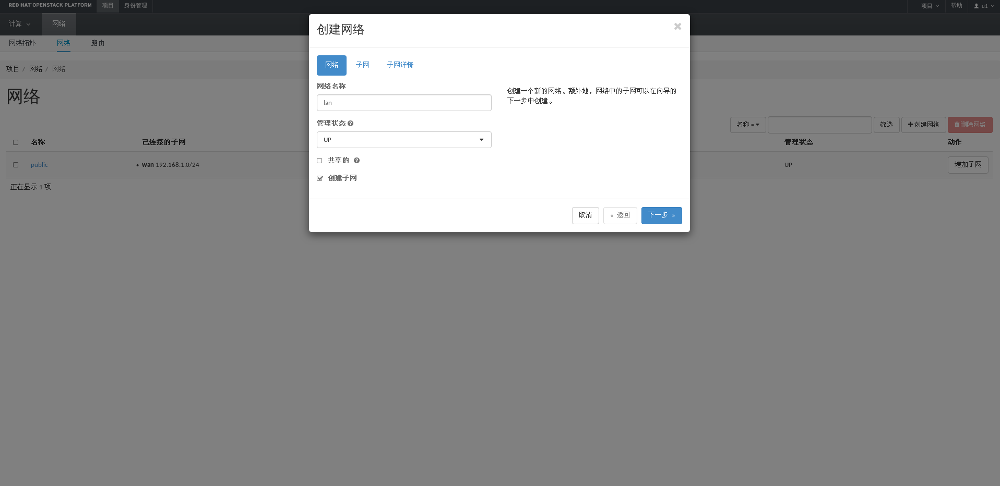 RED HAT OPENSTACK PLATFORM 项目 身份管理 项目 帮助 u1
计算 网络
网络拓扑 网络 路由
项目 / 网络 / 网络
网络
名称 = 筛选 创建网络 删除网络
名称 已连接的子网 管理状态 动作
public wan 192.168.1.0/24 UP 增加子网
正在显示 1 项
创建网络
网络 子网 子网详情
网络名称
lan
管理状态
UP
共享的
创建子网
创建一个新的网络。额外地，网络中的子网可以在向导的
下一步中创建。
取消 « 返回 下一步 »